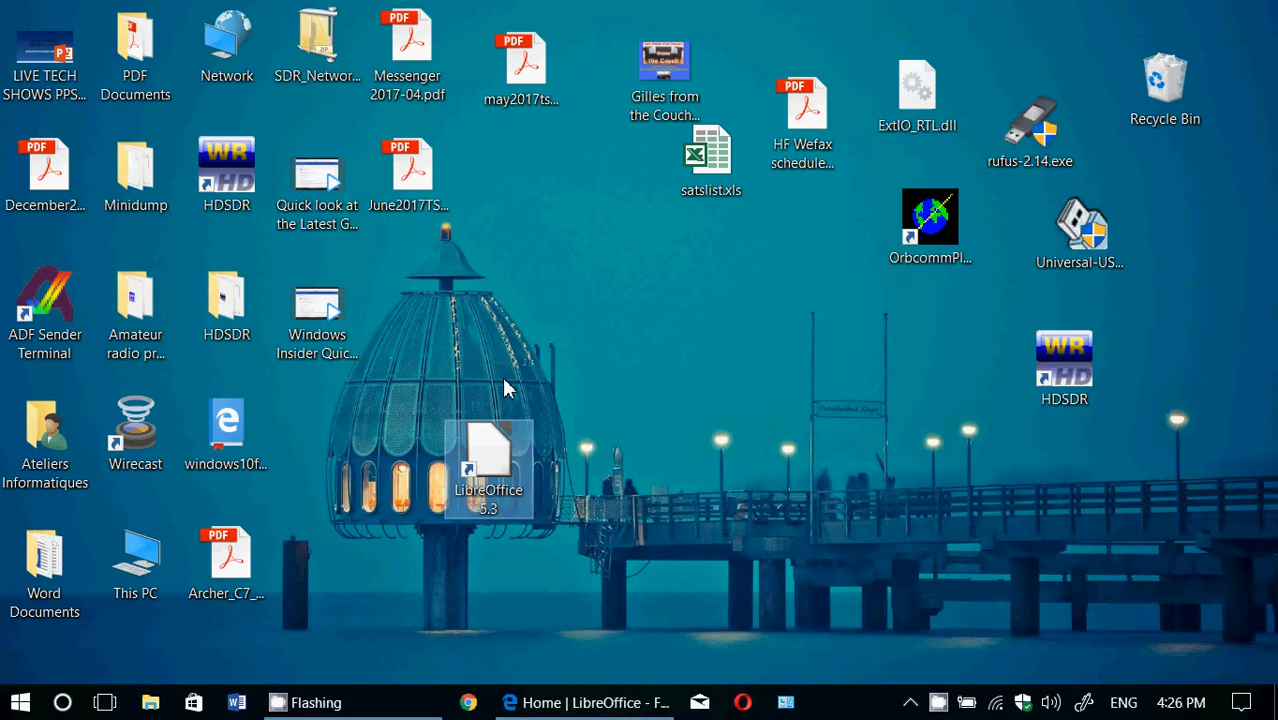 LIVE TECH
SHOWS PPS...
PDF
Documents
Network
SDR_Networ...
ZIP
PDF
Messenger
2017-04.pdf
PDF
may2017ts...
Gilles from
the Couch...
satslist.xls
PDF
HF Wefax
schedule...
ExtIO_RTL.dll
rufus-2.14.exe
Recycle Bin
PDF
December2...
Minidump
WR
HD
HDSDR
Quick look at
the Latest G...
PDF
June2017TS...
OrbcommPl...
Universal-US...
ADF Sender
Terminal
Amateur
radio pr...
HDSDR
Windows
Insider Quic...
WR
HD
HDSDR
Ateliers
Informatiques
Wirecast
windows10f...
LibreOffice
5.3
Word
Documents
This PC
PDF
Archer_C7_...
Flashing
Home | LibreOffice - F...
ENG
4:26 PM